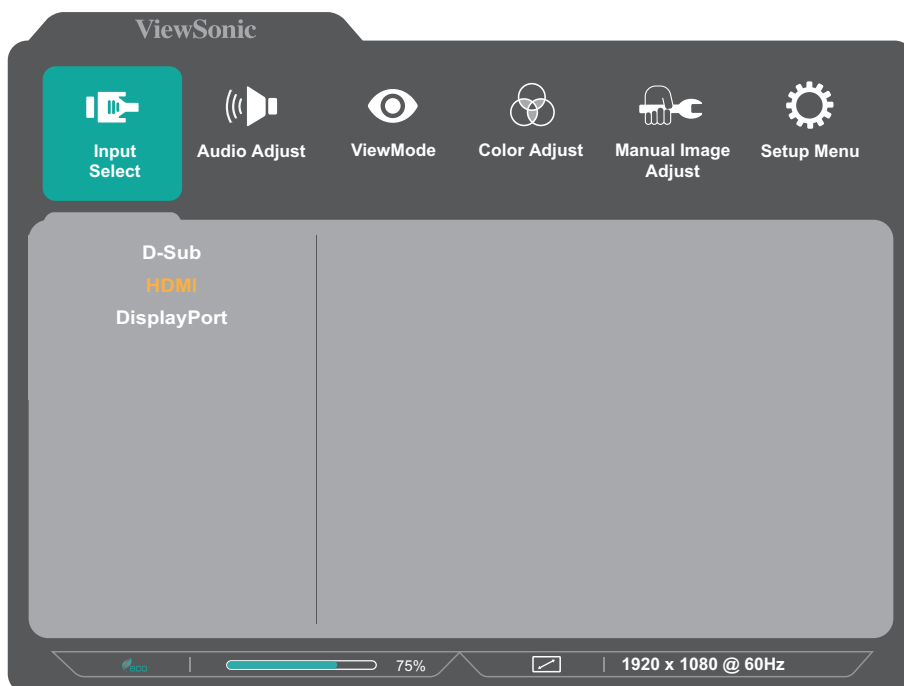 ViewSonic
Input
Select
Audio Adjust
ViewMode
Color Adjust
Manual Image
Adjust
Setup Menu
D-Sub
HDMI
DisplayPort
eco
75%
1920 x 1080 @ 60Hz